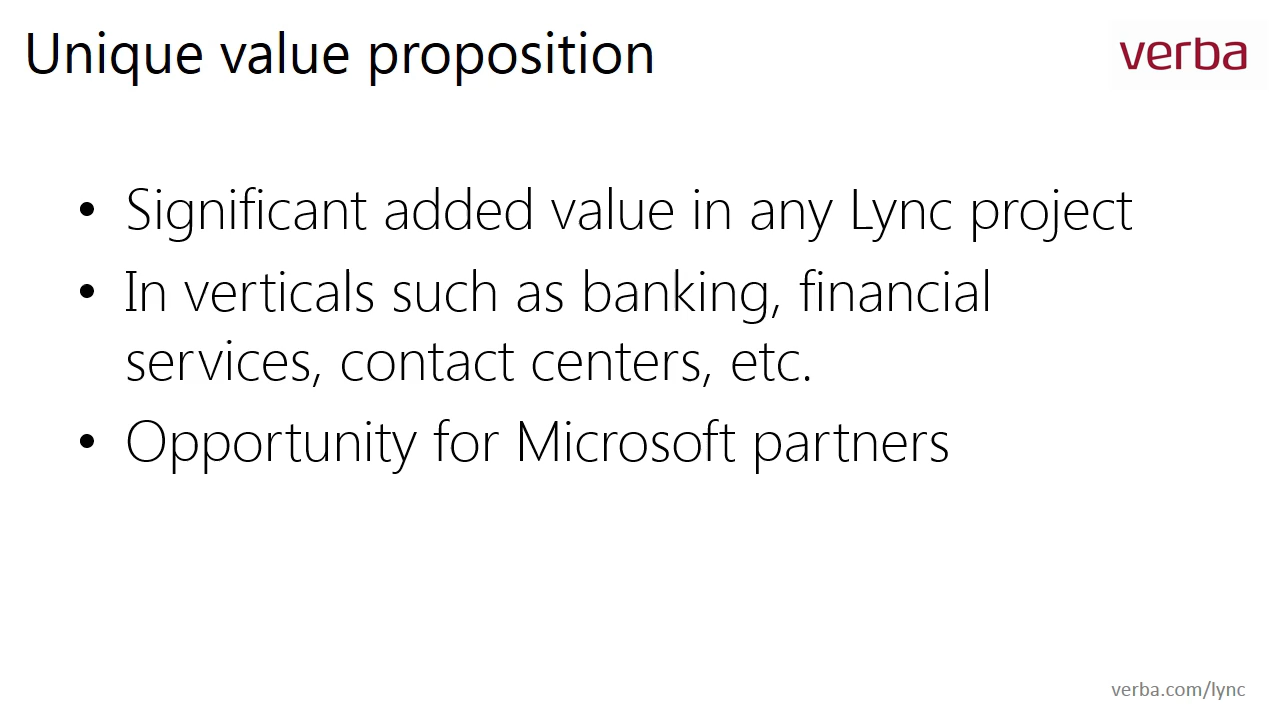 Unique value proposition
verba
• Significant added value in any Lync project
• In verticals such as banking, financial
services, contact centers, etc.
• Opportunity for Microsoft partners
verba.com/lync